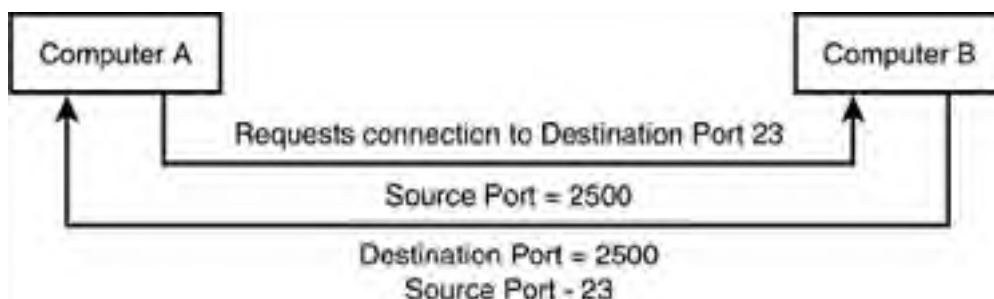 Computer A
Computer B
Requests connection to Destination Port 23
Source Port = 2500
Destination Port = 2500
Source Port - 23